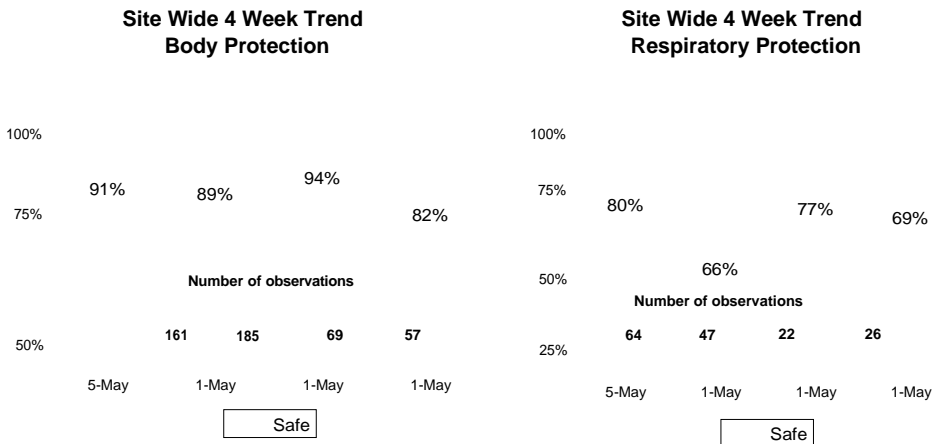 Site Wide 4 Week Trend
Body Protection
100%
91%
89%
94%
82%
75%
Number of observations
50%
161 185 69 57
5-May 1-May 1-May 1-May
Safe
Site Wide 4 Week Trend
Respiratory Protection
100%
75%
80%
77%
69%
66%
50%
Number of observations
64 47 22 26
25%
5-May 1-May 1-May 1-May
Safe